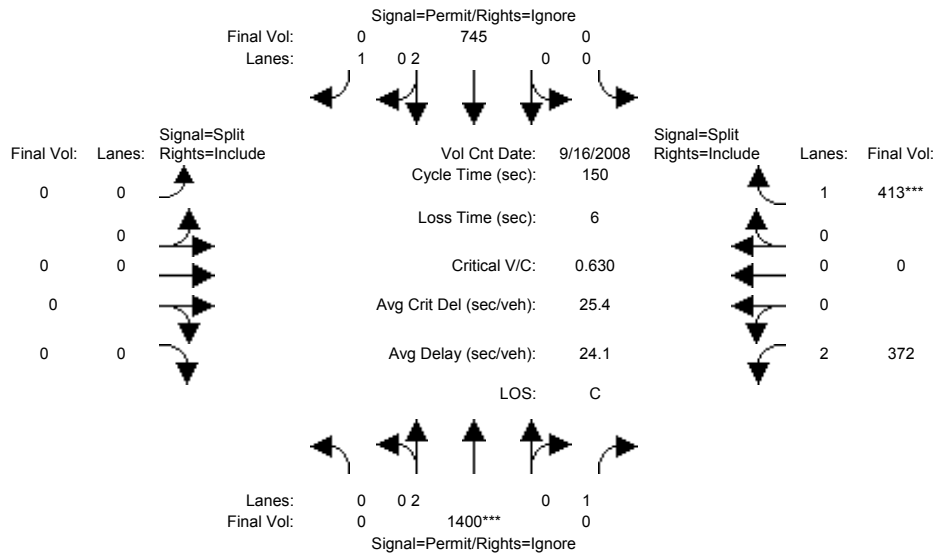 Signal=Permit/Rights=Ignore
Final Vol: 0 745 0
Lanes: 1 0 2 0 0
Signal=Split
Final Vol: Lanes: Rights=Include
Vol Cnt Date: 9/16/2008
Signal=Split
Rights=Include Lanes: Final Vol:
Cycle Time (sec): 150
0 0
1 413***
Loss Time (sec): 6
0
0
0 0
Critical V/C: 0.630
0 0
0
Avg Crit Del (sec/veh): 25.4
0
0 0
Avg Delay (sec/veh): 24.1
2 372
LOS: C
Lanes: 0 0 2 0 1
Final Vol: 0 1400*** 0
Signal=Permit/Rights=Ignore